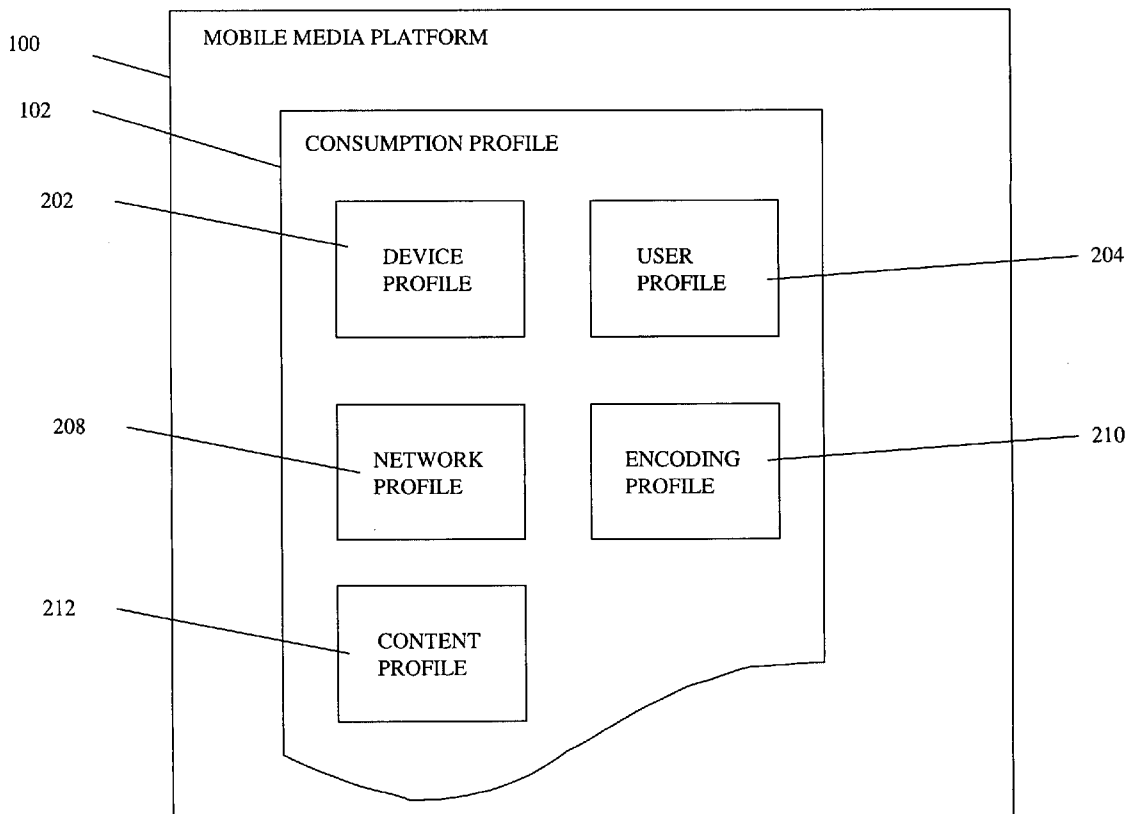 100
MOBILE MEDIA PLATFORM
102
CONSUMPTION PROFILE
202
DEVICE
PROFILE
USER
PROFILE
204
208
NETWORK
PROFILE
ENCODING
PROFILE
210
212
CONTENT
PROFILE